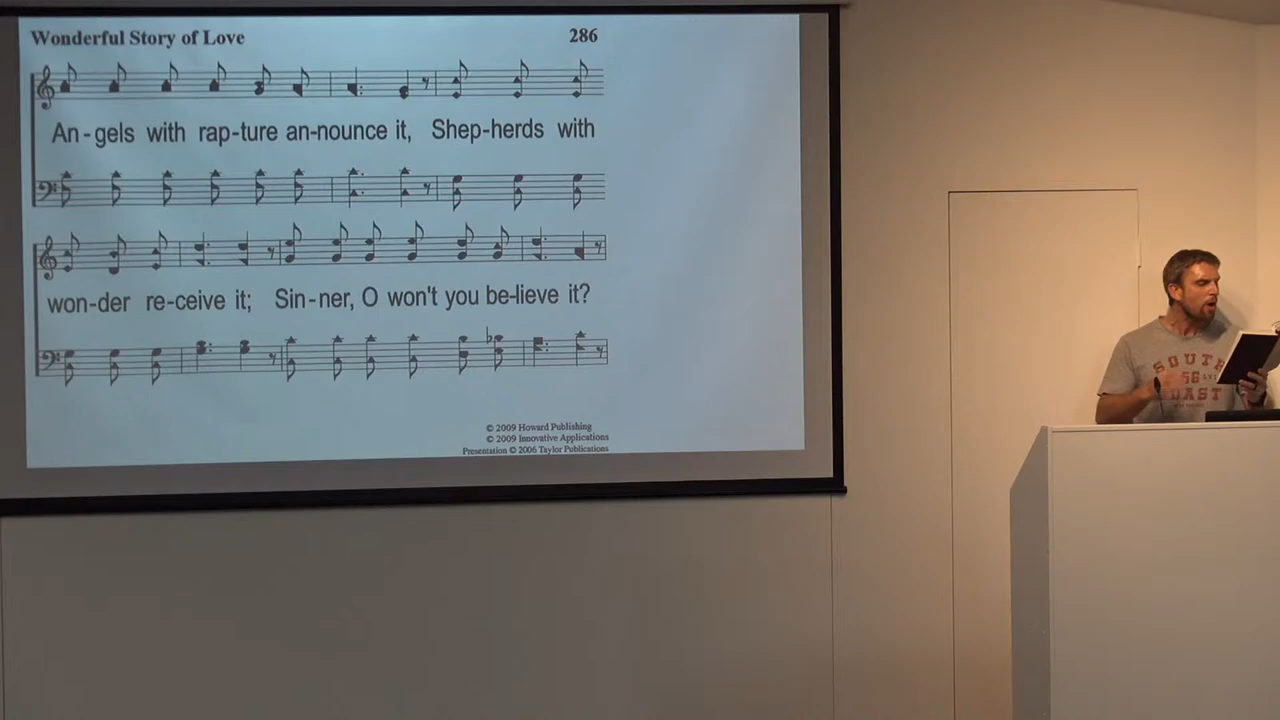 Wonderful Story of Love 286
An-gels with rap-ture an-nounce it, Shep-herds with
won-der re-ceive it; Sin-ner, O won't you be-lieve it?
© 2009 Howard Publishing
© 2009 Innovative Applications
Presentation © 2006 Taylor Publications
SOUTH